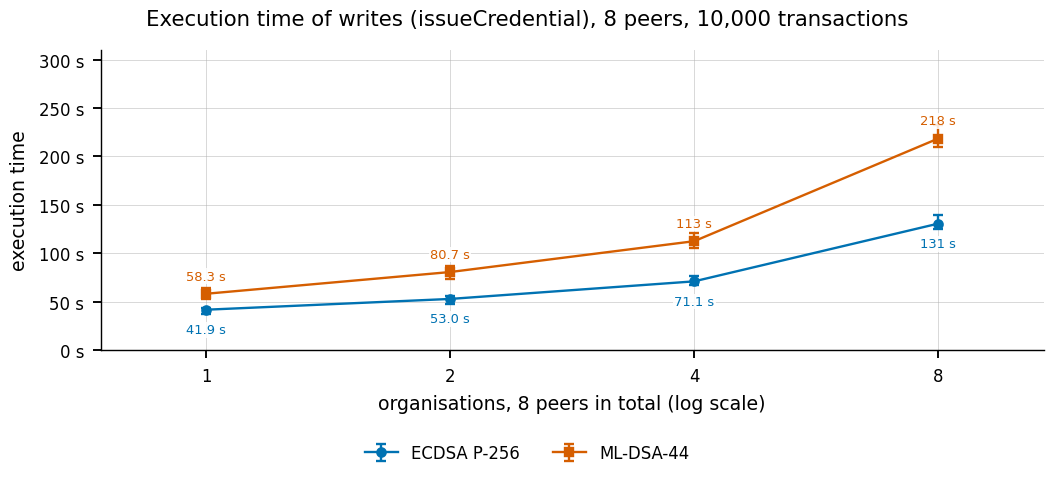 Execution time of writes (issueCredential), 8 peers, 10,000 transactions
execution time
300 s
250 s
200 s
150 s
100 s
50 s
0 s
58.3 s
80.7 s
113 s
218 s
41.9 s
53.0 s
71.1 s
131 s
1 2 4 8
organisations, 8 peers in total (log scale)
ECDSA P-256 ML-DSA-44